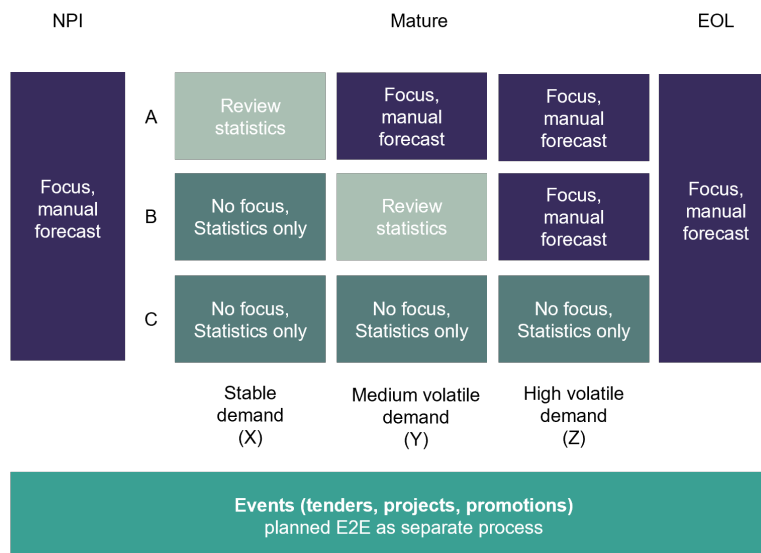 NPI
Mature
EOL
Focus,
manual
forecast
A
Review
statistics
Focus,
manual
forecast
Focus,
manual
forecast
B
No focus,
Statistics only
Review
statistics
Focus,
manual
forecast
C
No focus,
Statistics only
No focus,
Statistics only
No focus,
Statistics only
Focus,
manual
forecast
Stable
demand
(X)
Medium volatile
demand
(Y)
High volatile
demand
(Z)
Events (tenders, projects, promotions)
planned E2E as separate process